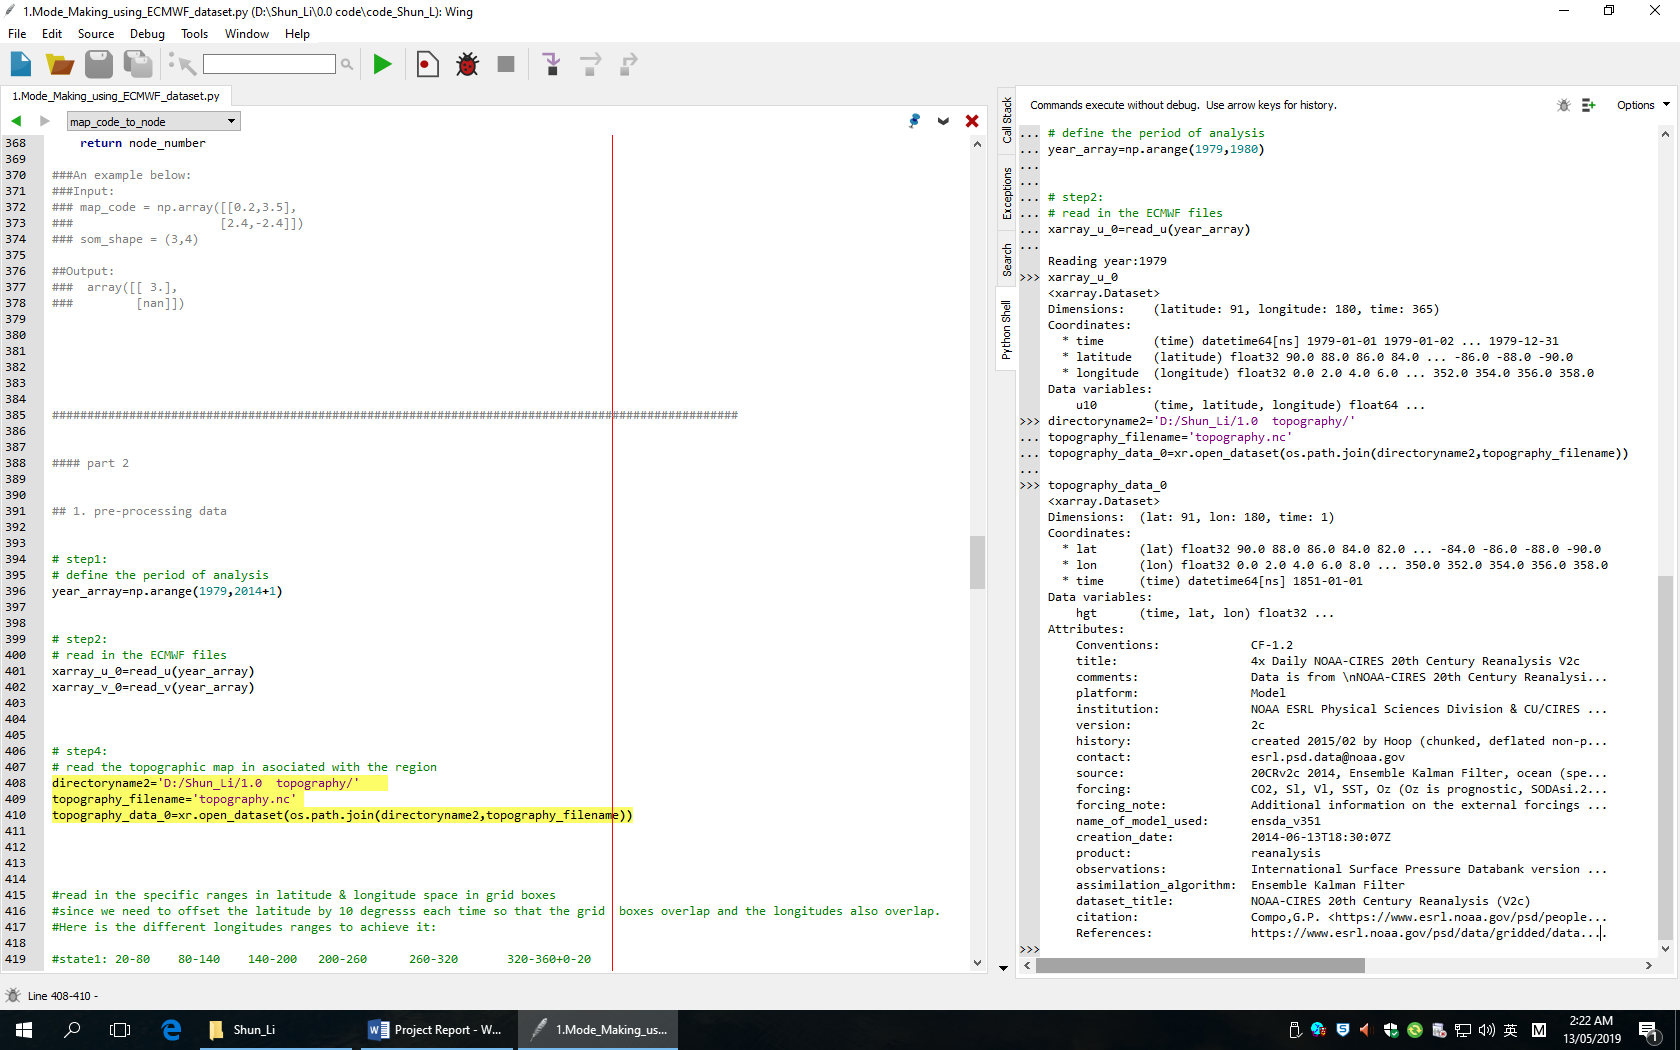 1.Mode_Making_using_ECMWF_dataset.py (D:\Shun_Li\0.0 code\code_Shun_L): Wing
File Edit Source Debug Tools Window Help
1.Mode_Making_using_ECMWF_dataset.py
map_code_to_node
368 return node_number
369
370 ###An example below:
371 ###Input:
372 ### map_code = np.array([[0.2,3.5],
373 ### [2.4,-2.4]])
374 ### som_shape = (3,4)
375
376 ##Output:
377 ### array([[ 3.],
378 ### [nan]])
379
380
381
382
383
384
385 ##################################################################################################
386
387
388 #### part 2
389
390
391 ## 1. pre-processing data
392
393
394 # step1:
395 # define the period of analysis
396 year_array=np.arange(1979,2014+1)
397
398
399 # step2:
400 # read in the ECMWF files
401 xarray_u_0=read_u(year_array)
402 xarray_v_0=read_v(year_array)
403
404
405
406 # step4:
407 # read the topographic map in asociated with the region
408 directoryname2='D:/Shun_Li/1.0  topography/'
409 topography_filename='topography.nc'
410 topography_data_0=xr.open_dataset(os.path.join(directoryname2,topography_filename))
411
412
413
414
415 #read in the specific ranges in latitude & longitude space in grid boxes
416 #since we need to offset the latitude by 10 degresss each time so that the grid  boxes overlap and the longitudes also overlap.
417 #Here is the different longitudes ranges to achieve it:
418
419 #state1: 20-80 80-140 140-200 200-260 260-320 320-360+0-20
Call Stack
Exceptions
Search
Python Shell
Commands execute without debug. Use arrow keys for history.
Options
... # define the period of analysis
... year_array=np.arange(1979,1980)
...
...
... # step2:
... # read in the ECMWF files
... xarray_u_0=read_u(year_array)
...
Reading year:1979
>>> xarray_u_0
<xarray.Dataset>
Dimensions: (latitude: 91, longitude: 180, time: 365)
Coordinates:
* time (time) datetime64[ns] 1979-01-01 1979-01-02 ... 1979-12-31
* latitude (latitude) float32 90.0 88.0 86.0 84.0 ... -86.0 -88.0 -90.0
* longitude (longitude) float32 0.0 2.0 4.0 6.0 ... 352.0 354.0 356.0 358.0
Data variables:
u10 (time, latitude, longitude) float64 ...
>>> directoryname2='D:/Shun_Li/1.0  topography/'
... topography_filename='topography.nc'
... topography_data_0=xr.open_dataset(os.path.join(directoryname2,topography_filename))
...
>>> topography_data_0
<xarray.Dataset>
Dimensions: (lat: 91, lon: 180, time: 1)
Coordinates:
* lat (lat) float32 90.0 88.0 86.0 84.0 82.0 ... -84.0 -86.0 -88.0 -90.0
* lon (lon) float32 0.0 2.0 4.0 6.0 8.0 ... 350.0 352.0 354.0 356.0 358.0
* time (time) datetime64[ns] 1851-01-01
Data variables:
hgt (time, lat, lon) float32 ...
Attributes:
Conventions: CF-1.2
title: 4x Daily NOAA-CIRES 20th Century Reanalysis V2c
comments: Data is from \nNOAA-CIRES 20th Century Reanalysi...
platform: Model
institution: NOAA ESRL Physical Sciences Division & CU/CIRES ...
version: 2c
history: created 2015/02 by Hoop (chunked, deflated non-p...
contact: esrl.psd.data@noaa.gov
source: 20CRv2c 2014, Ensemble Kalman Filter, ocean (spe...
forcing: CO2, Sl, Vl, SST, Oz (Oz is prognostic, SODAsi.2...
forcing_note: Additional information on the external forcings ...
name_of_model_used: ensda_v351
creation_date: 2014-06-13T18:30:07Z
product: reanalysis
observations: International Surface Pressure Databank version ...
assimilation_algorithm: Ensemble Kalman Filter
dataset_title: NOAA-CIRES 20th Century Reanalysis (V2c)
citation: Compo,G.P. <https://www.esrl.noaa.gov/psd/people...
References: https://www.esrl.noaa.gov/psd/data/gridded/data....
>>>
Line 408-410 -
Shun_Li
Project Report - W...
1.Mode_Making_us...
英
M
2:22 AM
13/05/2019
1